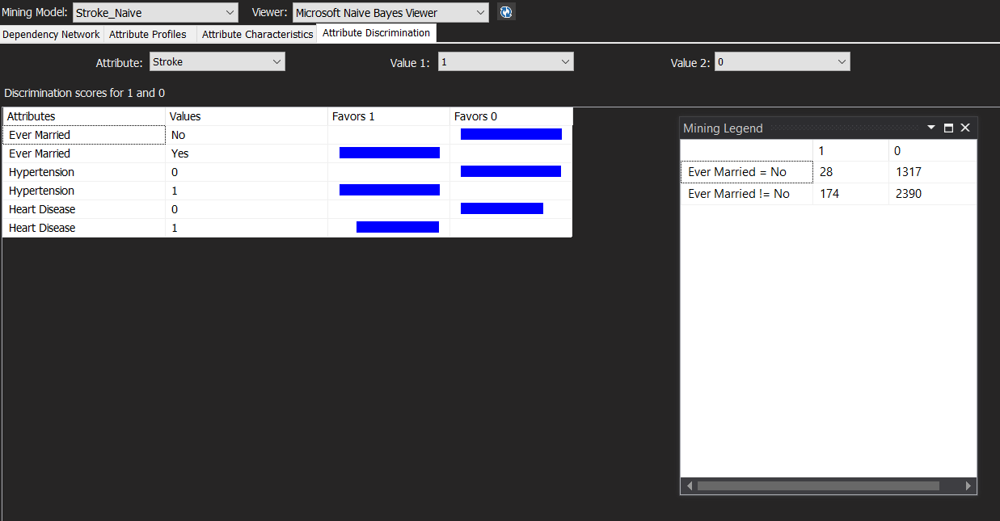 Mining Model: Stroke_Naive Viewer: Microsoft Naive Bayes Viewer
Dependency Network Attribute Profiles Attribute Characteristics Attribute Discrimination
Attribute: Stroke Value 1: 1 Value 2: 0
Discrimination scores for 1 and 0
Attributes Values Favors 1 Favors 0
Ever Married No
Ever Married Yes
Hypertension 0
Hypertension 1
Heart Disease 0
Heart Disease 1
Mining Legend
1 0
Ever Married = No 28 1317
Ever Married != No 174 2390